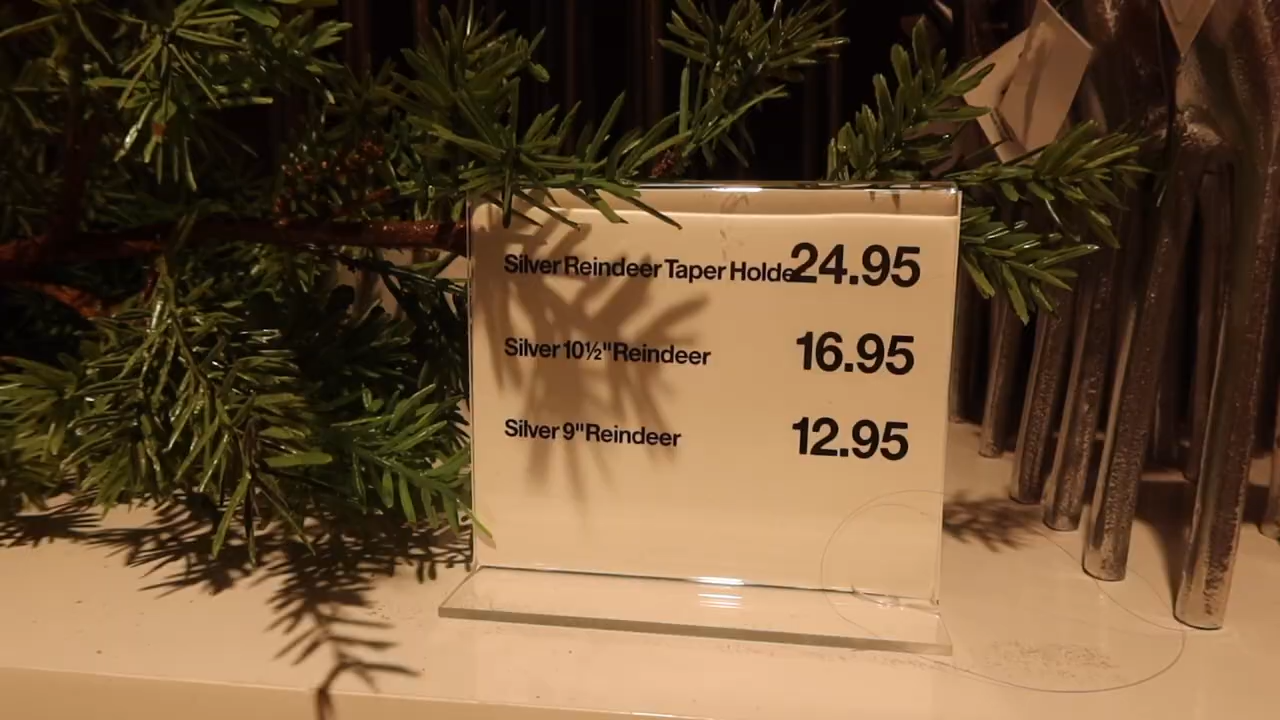 Silver Reindeer Taper Holde 24.95
Silver 10½" Reindeer 16.95
Silver 9" Reindeer 12.95